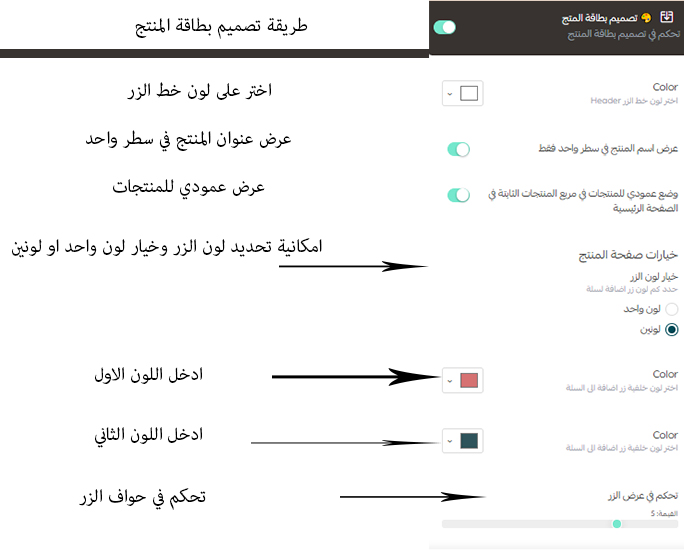 طريقة تصميم بطاقة المنتج
تصميم بطاقة المتج
تحكم في تصميم بطاقة المنتج
اختر على لون خط الزر
Color
اختر لون خط الزر Header
عرض عنوان المنتج في سطر واحد
عرض اسم المنتج في سطر واحد فقط
عرض عمودي للمنتجات
وضع عمودي للمنتجات في مربع المنتجات الثابتة في
الصفحة الرئيسية
امكانية تحديد لون الزر وخيار لون واحد او لونين
خيارات صفحة المنتج
خيار لون الزر
حدد كم لون زر اضافة لسلة
لون واحد
لونين
ادخل اللون الاول
Color
اختر لون خلفية زر اضافة الى السلة
ادخل اللون الثاني
Color
اختر لون خلفية زر اضافة الى السلة
تحكم في حواف الزر
تحكم في عرض الزر
القيمة: 5